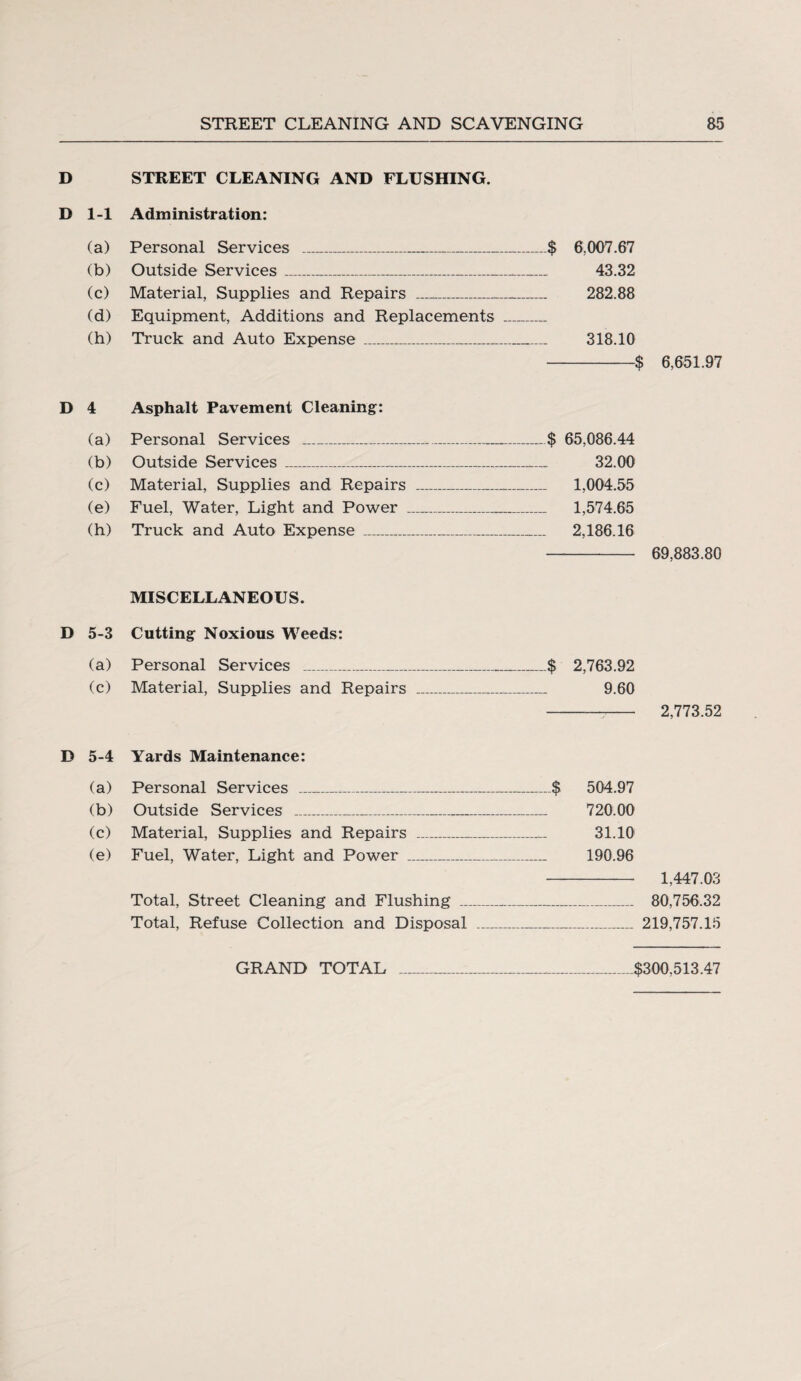 STREET CLEANING AND SCAVENGING 85
D STREET CLEANING AND FLUSHING.
D 1-1 Administration:
(a) Personal Services $ 6,007.67
(b) Outside Services 43.32
(c) Material, Supplies and Repairs 282.88
(d) Equipment, Additions and Replacements
(h) Truck and Auto Expense 318.10
$ 6,651.97
D 4 Asphalt Pavement Cleaning:
(a) Personal Services $ 65,086.44
(b) Outside Services 32.00
(c) Material, Supplies and Repairs 1,004.55
(e) Fuel, Water, Light and Power 1,574.65
(h) Truck and Auto Expense 2,186.16
69,883.80
MISCELLANEOUS.
D 5-3 Cutting Noxious Weeds:
(a) Personal Services $ 2,763.92
(c) Material, Supplies and Repairs 9.60
2,773.52
D 5-4 Yards Maintenance:
(a) Personal Services $ 504.97
(b) Outside Services 720.00
(c) Material, Supplies and Repairs 31.10
(e) Fuel, Water, Light and Power 190.96
1,447.03
Total, Street Cleaning and Flushing 80,756.32
Total, Refuse Collection and Disposal 219,757.15
GRAND TOTAL $300,513.47